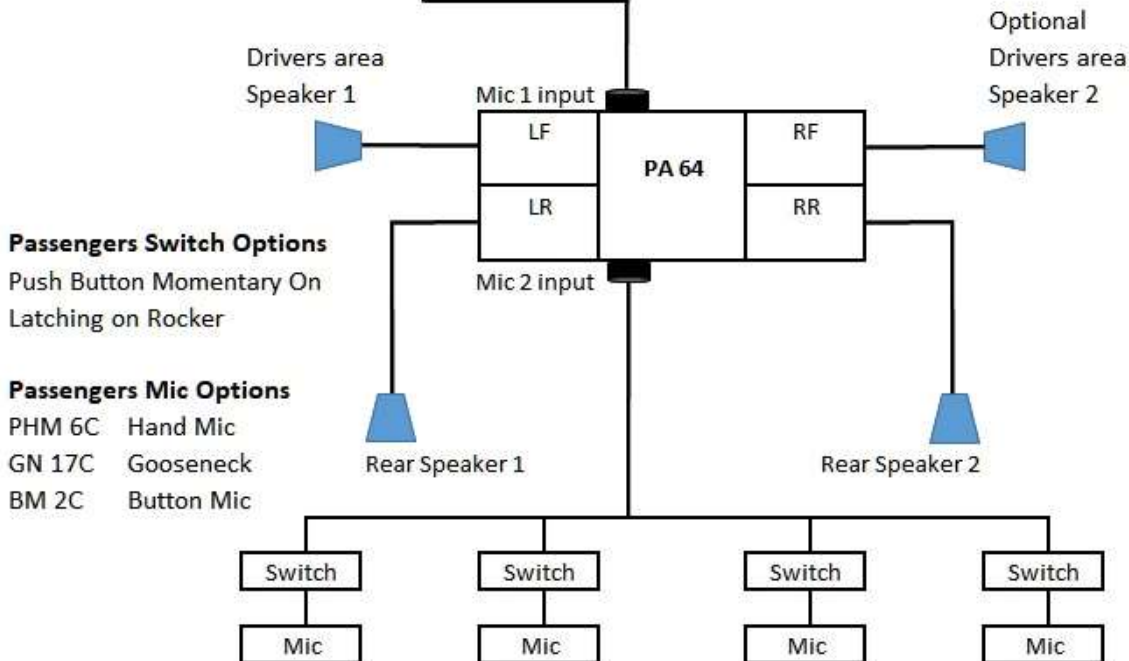 Optional
Drivers area
Speaker 2
Drivers area
Speaker 1
Mic 1 input
LF
PA 64
RF
LR
RR
Passengers Switch Options
Push Button Momentary On
Latching on Rocker
Mic 2 input
Passengers Mic Options
PHM 6C Hand Mic
GN 17C Gooseneck
BM 2C Button Mic
Rear Speaker 1
Rear Speaker 2
Switch
Switch
Switch
Switch
Mic
Mic
Mic
Mic